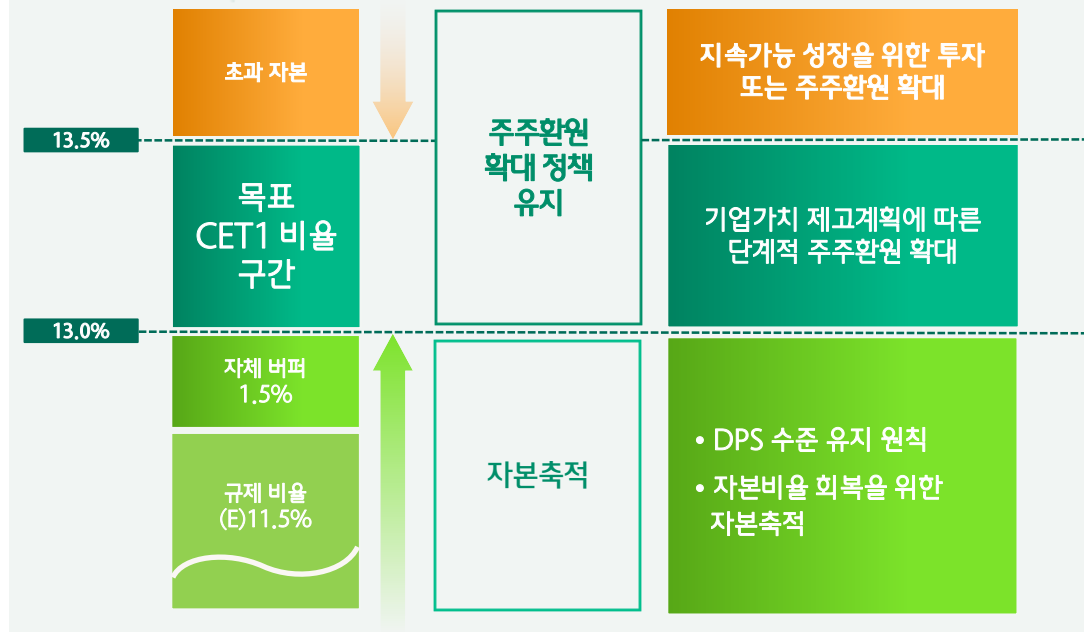 초과 자본
지속가능 성장을 위한 투자
또는 주주환원 확대
13.5%
주주환원
확대 정책
유지
목표
CET1 비율
구간
기업가치 제고계획에 따른
단계적 주주환원 확대
13.0%
자체 버퍼
1.5%
자본축적
• DPS 수준 유지 원칙
• 자본비율 회복을 위한
자본축적
규제 비율
(E)11.5%